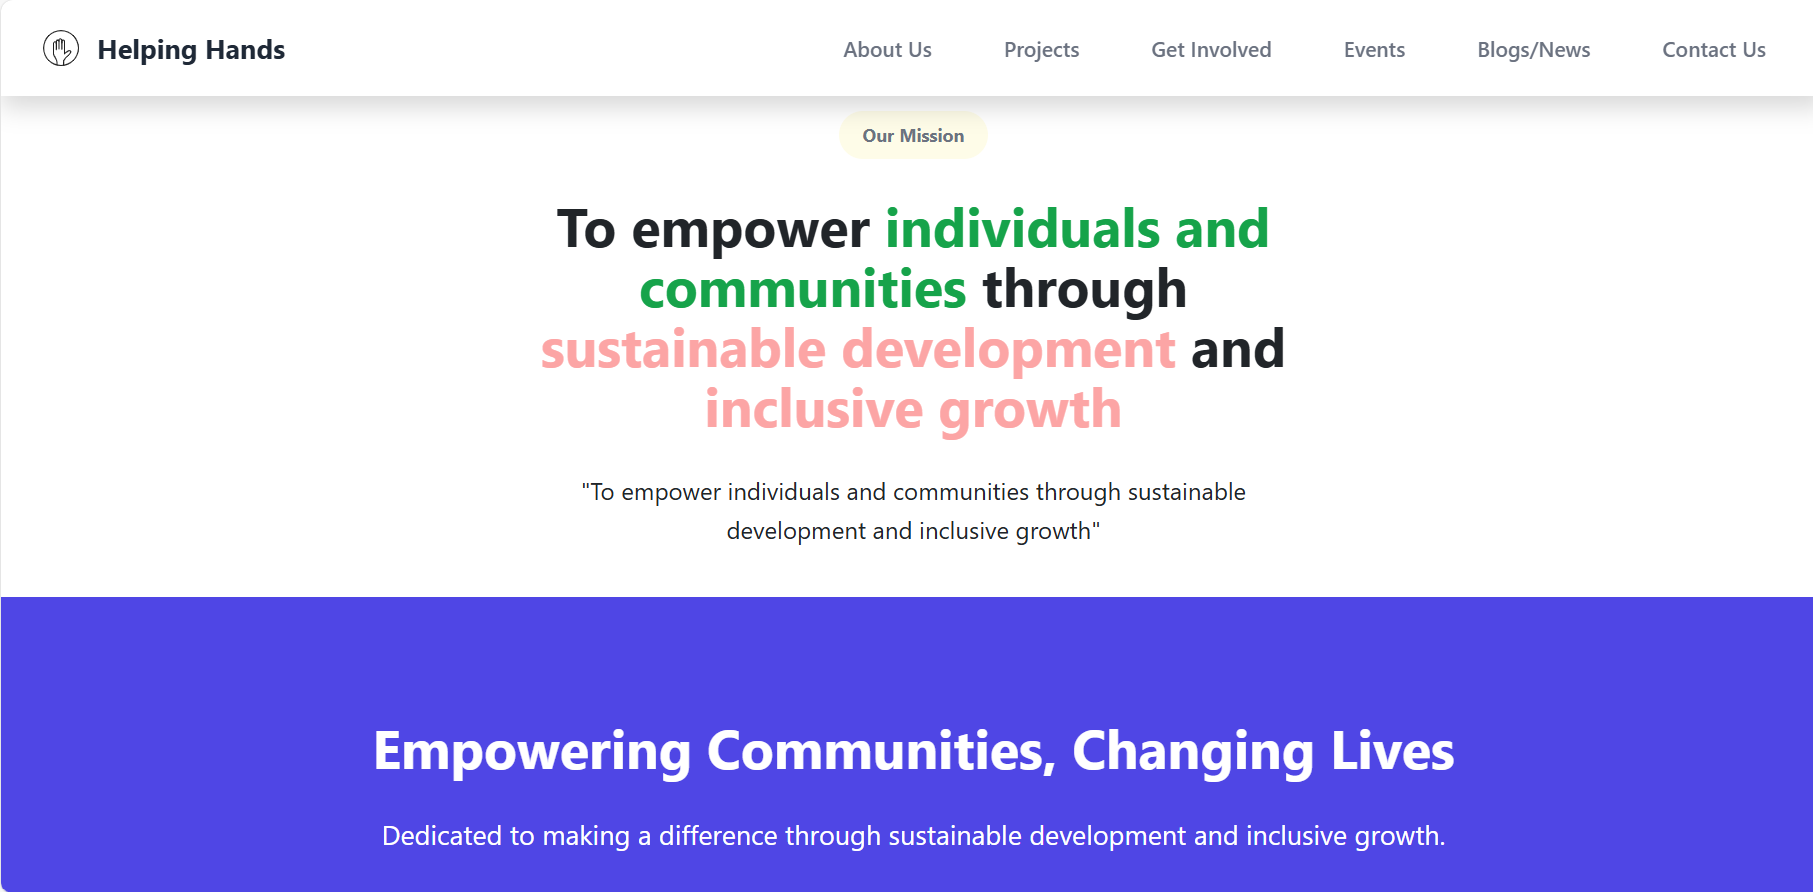 Helping Hands
About Us
Projects
Get Involved
Events
Blogs/News
Contact Us
Our Mission
To empower individuals and
communities through
sustainable development and
inclusive growth
"To empower individuals and communities through sustainable
development and inclusive growth"
Empowering Communities, Changing Lives
Dedicated to making a difference through sustainable development and inclusive growth.